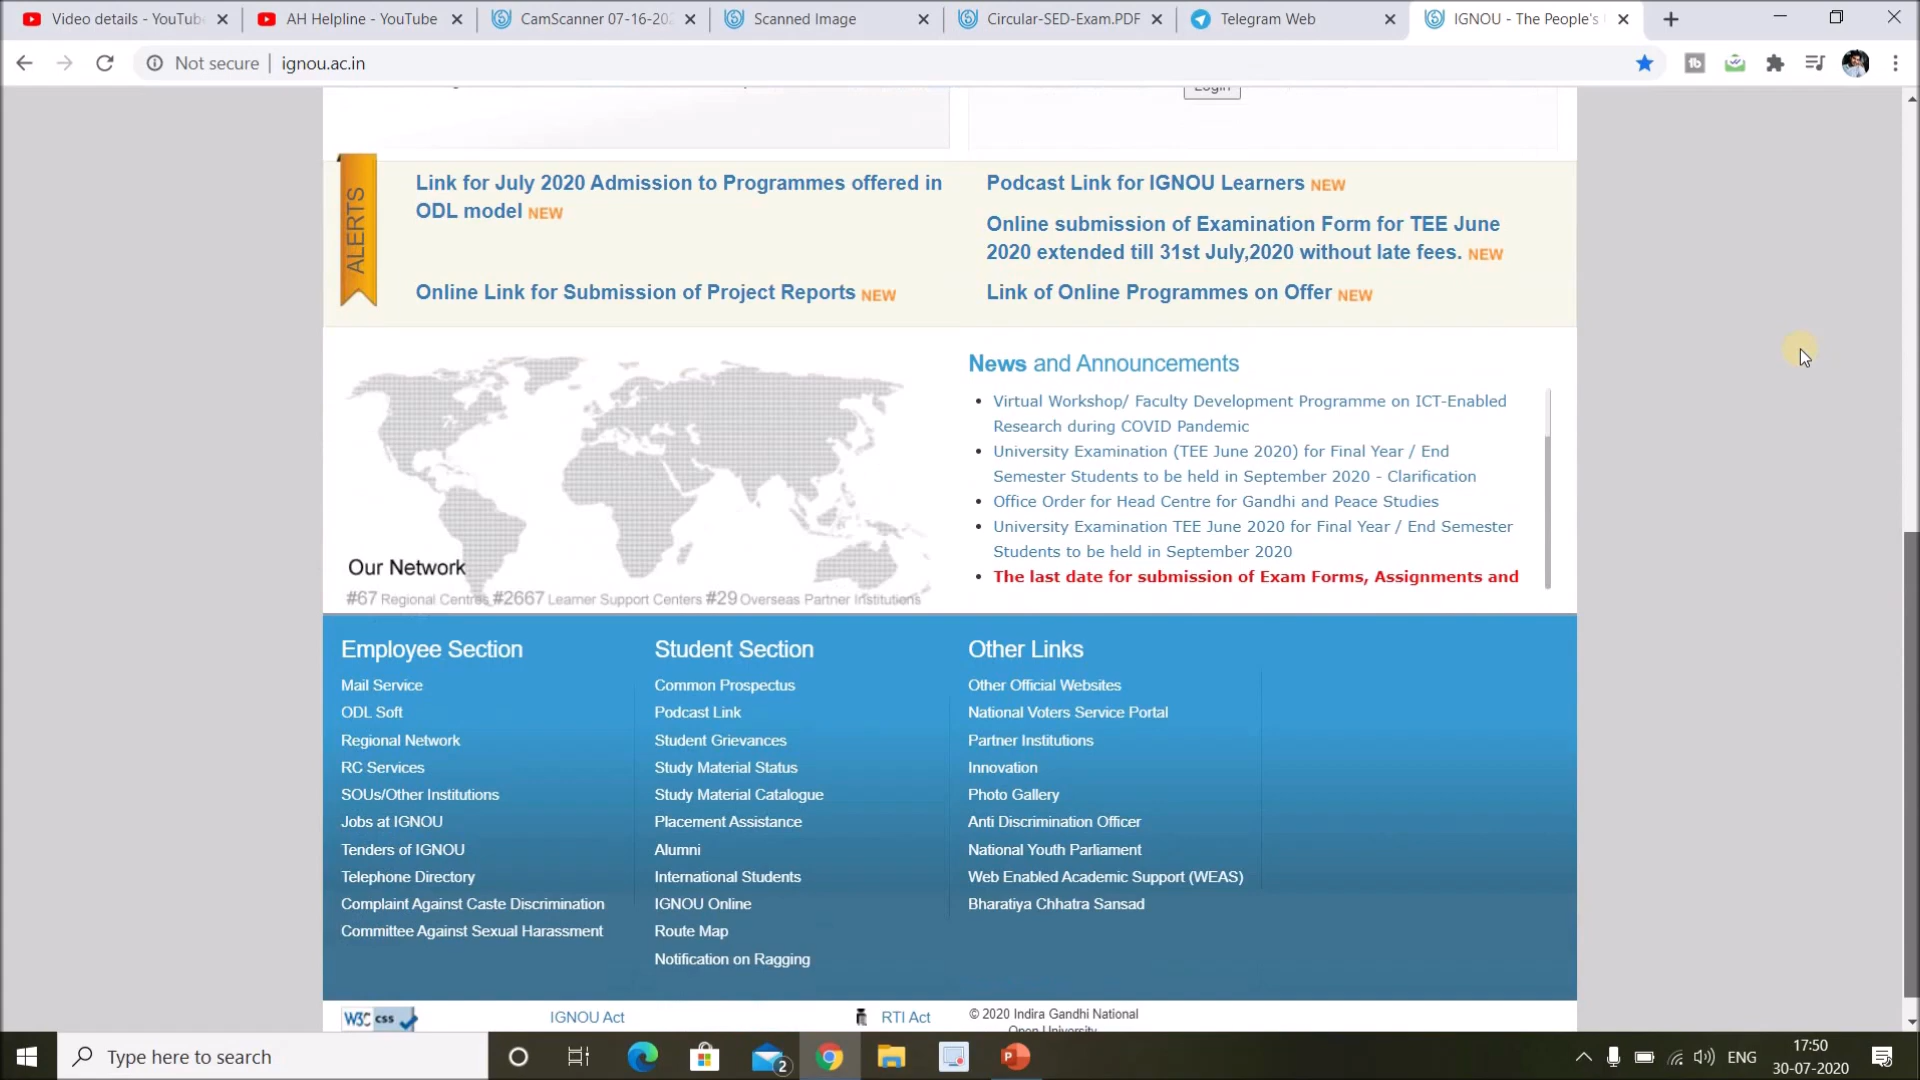 Video details - YouTub
AH Helpline - YouTube
CamScanner 07-16-202
Scanned Image
Circular-SED-Exam.PDF
Telegram Web
IGNOU - The People's
Not secure
ignou.ac.in
Login
ALERTS
Link for July 2020 Admission to Programmes offered in
ODL model NEW
Online Link for Submission of Project Reports NEW
Podcast Link for IGNOU Learners NEW
Online submission of Examination Form for TEE June
2020 extended till 31st July,2020 without late fees. NEW
Link of Online Programmes on Offer NEW
Our Network
#67 Regional Centres #2667 Learner Support Centers #29 Overseas Partner Institutions
News and Announcements
Virtual Workshop/ Faculty Development Programme on ICT-Enabled
Research during COVID Pandemic
University Examination (TEE June 2020) for Final Year / End
Semester Students to be held in September 2020 - Clarification
Office Order for Head Centre for Gandhi and Peace Studies
University Examination TEE June 2020 for Final Year / End Semester
Students to be held in September 2020
The last date for submission of Exam Forms, Assignments and
Employee Section
Mail Service
ODL Soft
Regional Network
RC Services
SOUs/Other Institutions
Jobs at IGNOU
Tenders of IGNOU
Telephone Directory
Complaint Against Caste Discrimination
Committee Against Sexual Harassment
Student Section
Common Prospectus
Podcast Link
Student Grievances
Study Material Status
Study Material Catalogue
Placement Assistance
Alumni
International Students
IGNOU Online
Route Map
Notification on Ragging
Other Links
Other Official Websites
National Voters Service Portal
Partner Institutions
Innovation
Photo Gallery
Anti Discrimination Officer
National Youth Parliament
Web Enabled Academic Support (WEAS)
Bharatiya Chhatra Sansad
W3C css
IGNOU Act
RTI Act
© 2020 Indira Gandhi National
Open University
Type here to search
2
ENG
17:50
30-07-2020